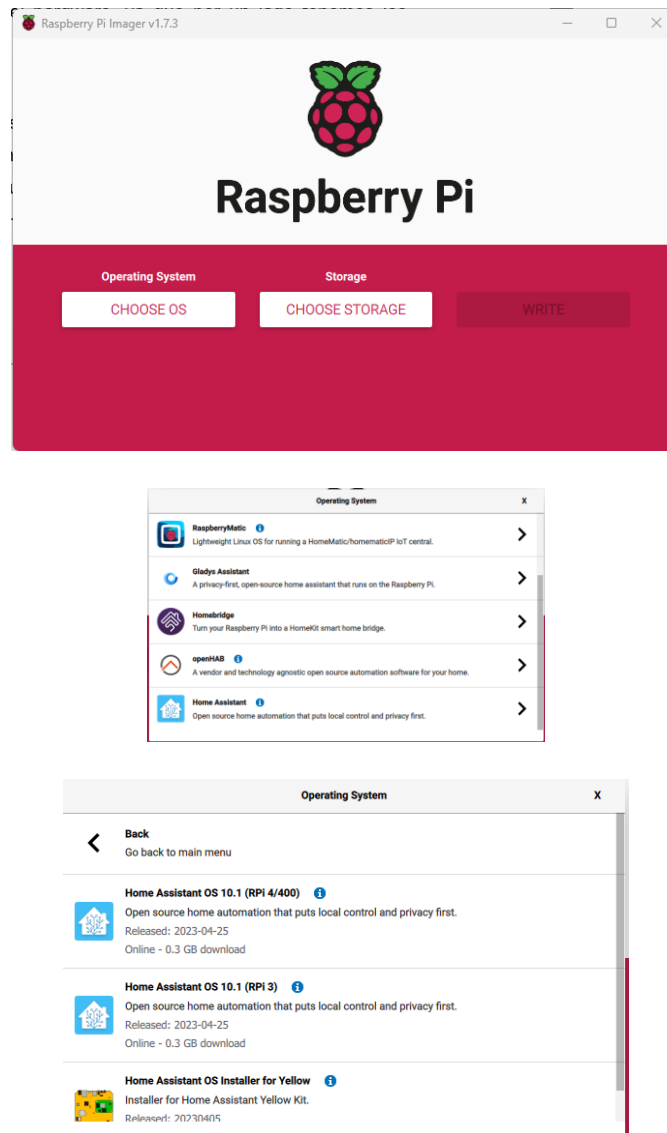 Raspberry Pi Imager v1.7.3
Raspberry Pi
Operating System
Storage
CHOOSE OS
CHOOSE STORAGE
WRITE
Operating System
X
RaspberryMatic
Lightweight Linux OS for running a HomeMatic/homematicIP IoT central.
Gladys Assistant
A privacy-first, open-source home assistant that runs on the Raspberry Pi.
Homebridge
Turn your Raspberry Pi into a HomeKit smart home bridge.
openHAB
A vendor and technology agnostic open source automation software for your home.
Home Assistant
Open source home automation that puts local control and privacy first.
Operating System
X
Back
Go back to main menu
Home Assistant OS 10.1 (RPi 4/400)
Open source home automation that puts local control and privacy first.
Released: 2023-04-25
Online - 0.3 GB download
Home Assistant OS 10.1 (RPi 3)
Open source home automation that puts local control and privacy first.
Released: 2023-04-25
Online - 0.3 GB download
Home Assistant OS Installer for Yellow
Installer for Home Assistant Yellow Kit.
Released: 20230405